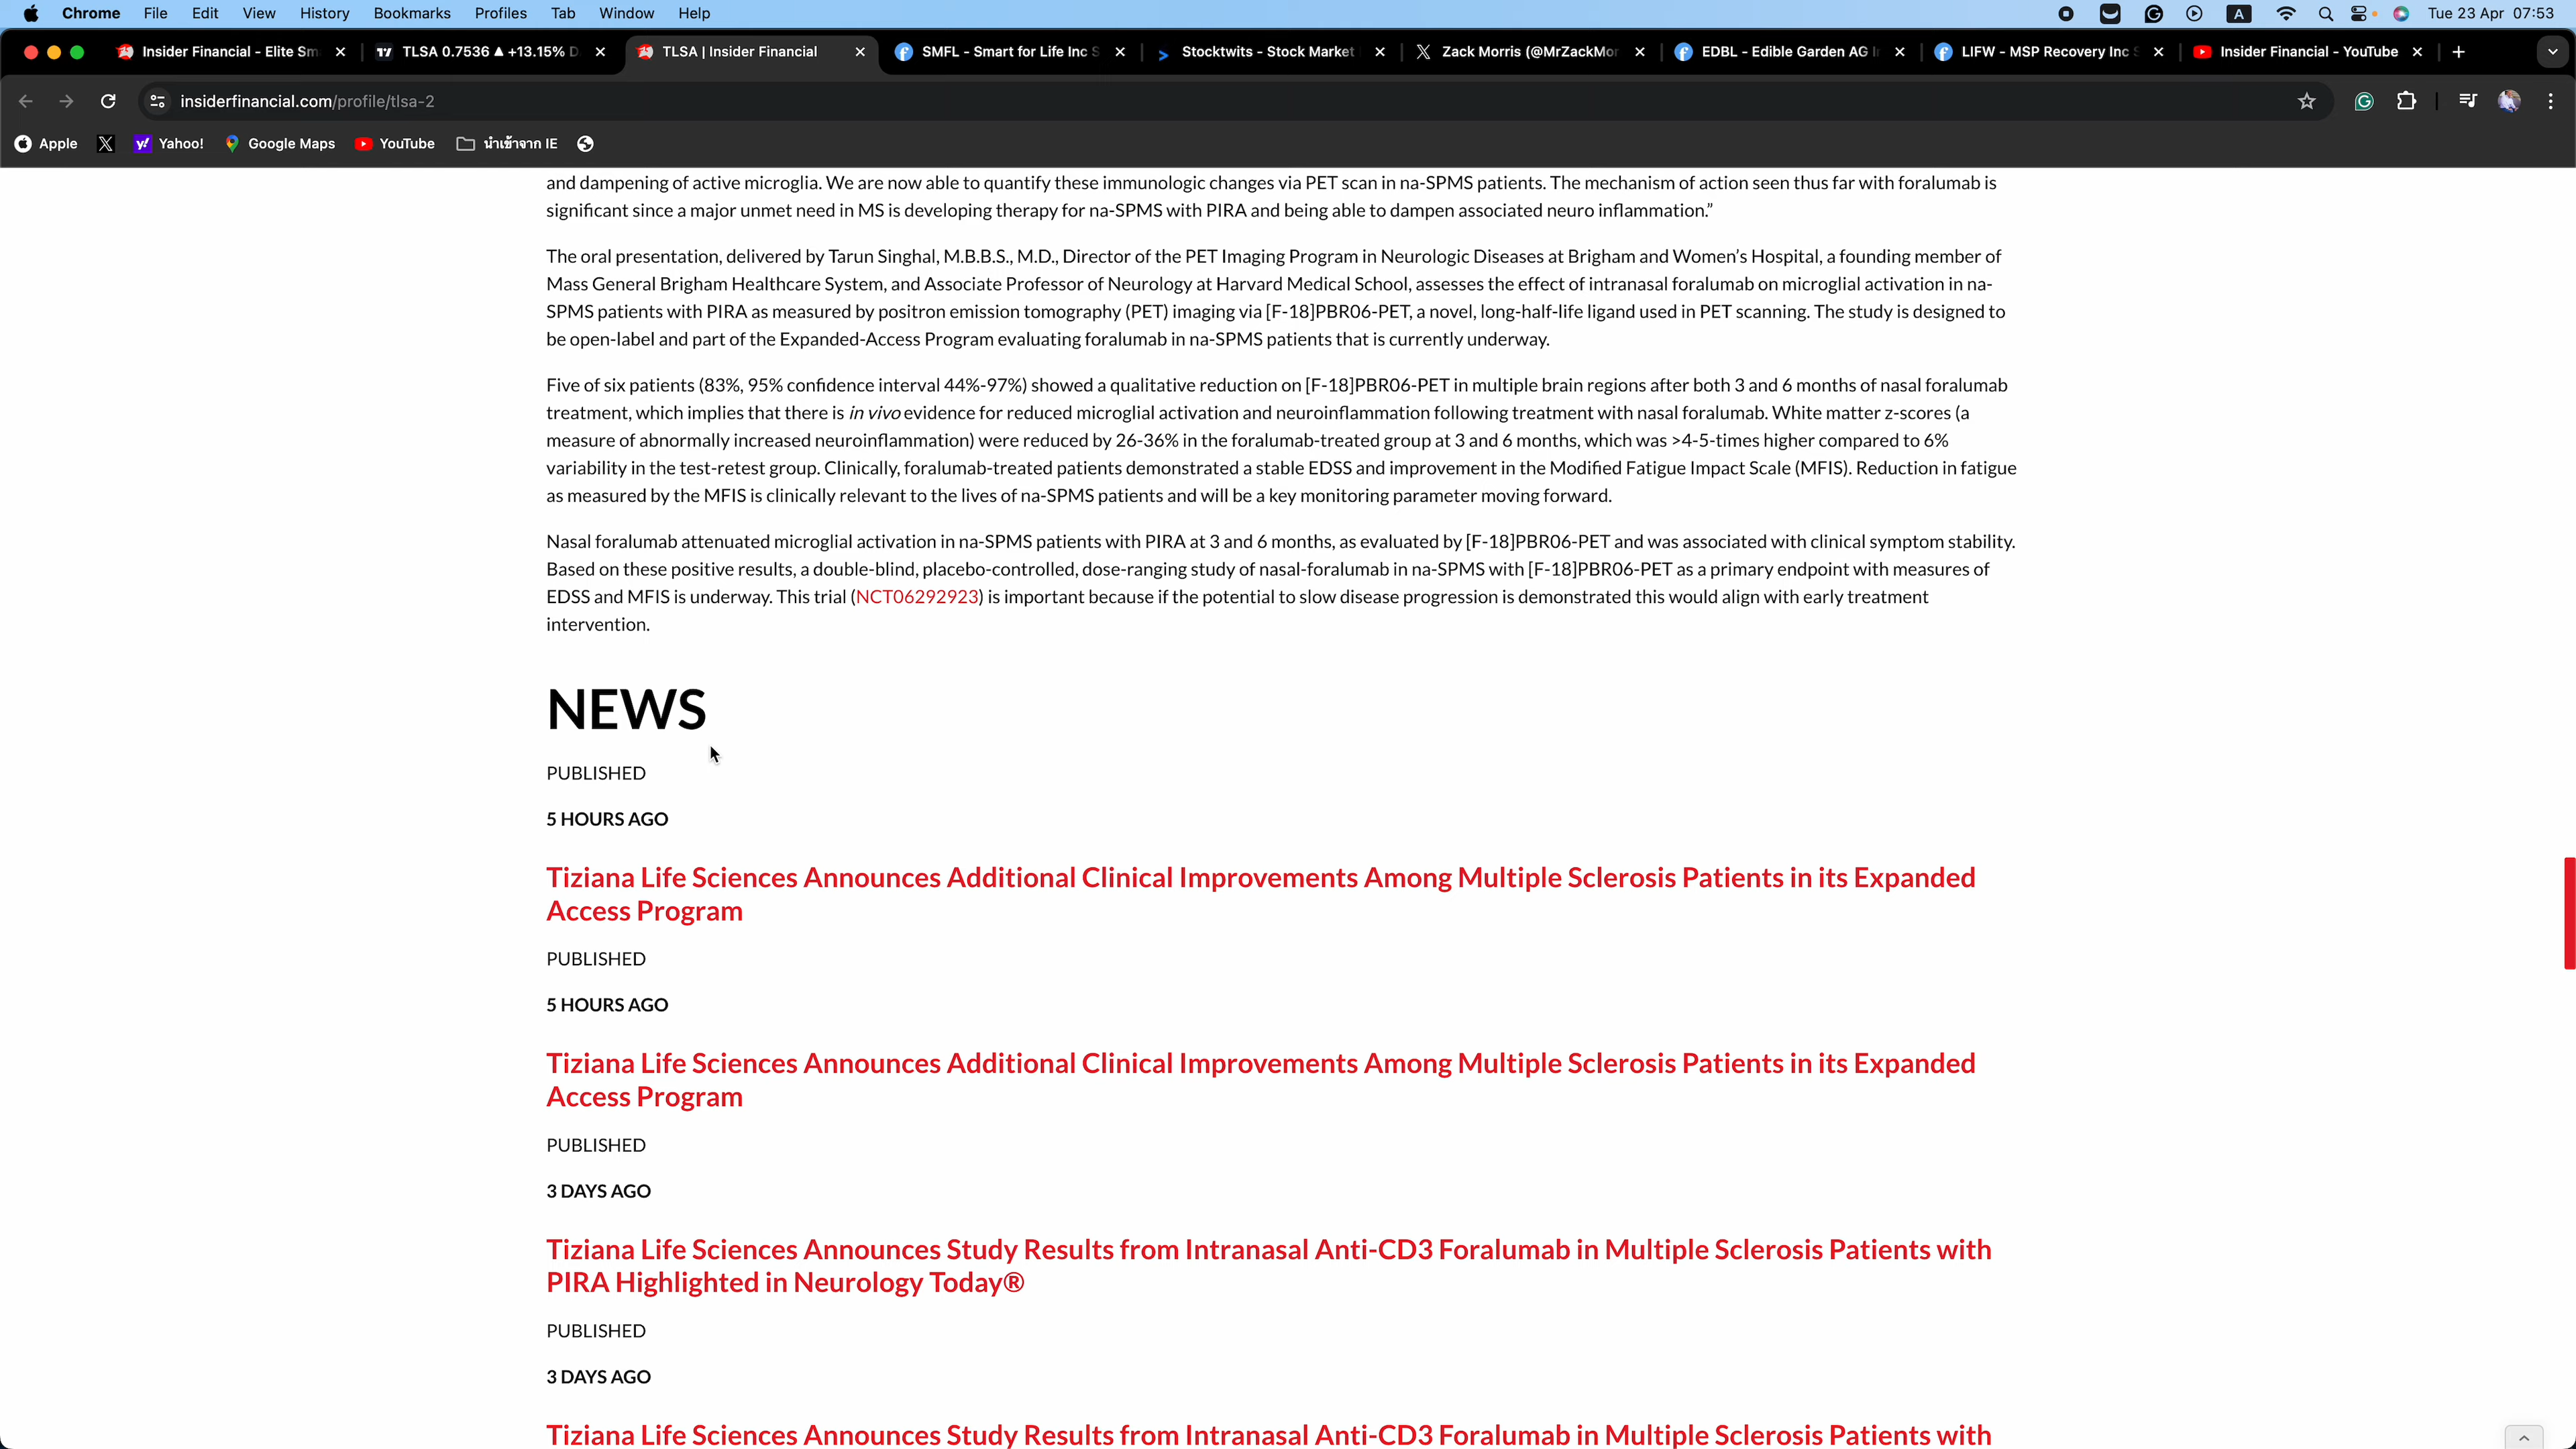 Chrome File Edit View History Bookmarks Profiles Tab Window Help A Tue 23 Apr 07:53
Insider Financial - Elite Sm TLSA 0.7536 ▲ +13.15% D TLSA | Insider Financial SMFL - Smart for Life Inc S Stocktwits - Stock Market Zack Morris (@MrZackMor EDBL - Edible Garden AG In LIFW - MSP Recovery Inc S Insider Financial - YouTube
insiderfinancial.com/profile/tlsa-2
Apple Yahoo! Google Maps YouTube นำเข้าจาก IE
and dampening of active microglia. We are now able to quantify these immunologic changes via PET scan in na-SPMS patients. The mechanism of action seen thus far with foralumab is
significant since a major unmet need in MS is developing therapy for na-SPMS with PIRA and being able to dampen associated neuro inflammation.”
The oral presentation, delivered by Tarun Singhal, M.B.B.S., M.D., Director of the PET Imaging Program in Neurologic Diseases at Brigham and Women’s Hospital, a founding member of
Mass General Brigham Healthcare System, and Associate Professor of Neurology at Harvard Medical School, assesses the effect of intranasal foralumab on microglial activation in na-
SPMS patients with PIRA as measured by positron emission tomography (PET) imaging via [F-18]PBR06-PET, a novel, long-half-life ligand used in PET scanning. The study is designed to
be open-label and part of the Expanded-Access Program evaluating foralumab in na-SPMS patients that is currently underway.
Five of six patients (83%, 95% confidence interval 44%-97%) showed a qualitative reduction on [F-18]PBR06-PET in multiple brain regions after both 3 and 6 months of nasal foralumab
treatment, which implies that there is in vivo evidence for reduced microglial activation and neuroinflammation following treatment with nasal foralumab. White matter z-scores (a
measure of abnormally increased neuroinflammation) were reduced by 26-36% in the foralumab-treated group at 3 and 6 months, which was >4-5-times higher compared to 6%
variability in the test-retest group. Clinically, foralumab-treated patients demonstrated a stable EDSS and improvement in the Modified Fatigue Impact Scale (MFIS). Reduction in fatigue
as measured by the MFIS is clinically relevant to the lives of na-SPMS patients and will be a key monitoring parameter moving forward.
Nasal foralumab attenuated microglial activation in na-SPMS patients with PIRA at 3 and 6 months, as evaluated by [F-18]PBR06-PET and was associated with clinical symptom stability.
Based on these positive results, a double-blind, placebo-controlled, dose-ranging study of nasal-foralumab in na-SPMS with [F-18]PBR06-PET as a primary endpoint with measures of
EDSS and MFIS is underway. This trial (NCT06292923) is important because if the potential to slow disease progression is demonstrated this would align with early treatment
intervention.
NEWS
PUBLISHED
5 HOURS AGO
Tiziana Life Sciences Announces Additional Clinical Improvements Among Multiple Sclerosis Patients in its Expanded
Access Program
PUBLISHED
5 HOURS AGO
Tiziana Life Sciences Announces Additional Clinical Improvements Among Multiple Sclerosis Patients in its Expanded
Access Program
PUBLISHED
3 DAYS AGO
Tiziana Life Sciences Announces Study Results from Intranasal Anti-CD3 Foralumab in Multiple Sclerosis Patients with
PIRA Highlighted in Neurology Today®
PUBLISHED
3 DAYS AGO
Tiziana Life Sciences Announces Study Results from Intranasal Anti-CD3 Foralumab in Multiple Sclerosis Patients with